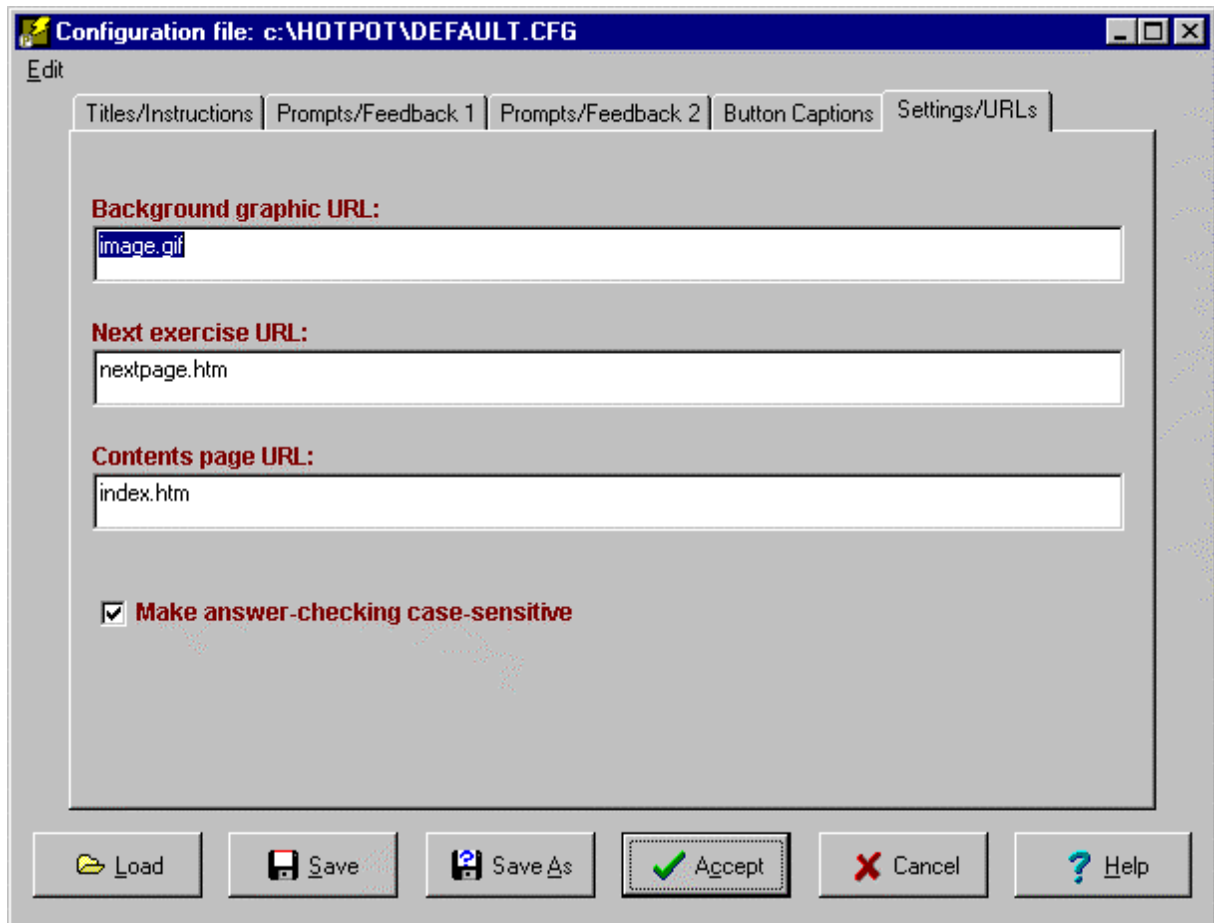 Configuration file: c:\HOTPOT\DEFAULT.CFG
Edit
Titles/Instructions Prompts/Feedback 1 Prompts/Feedback 2 Button Captions Settings/URLs
Background graphic URL:
image.gif
Next exercise URL:
nextpage.htm
Contents page URL:
index.htm
Make answer-checking case-sensitive
Load Save Save As Accept Cancel Help